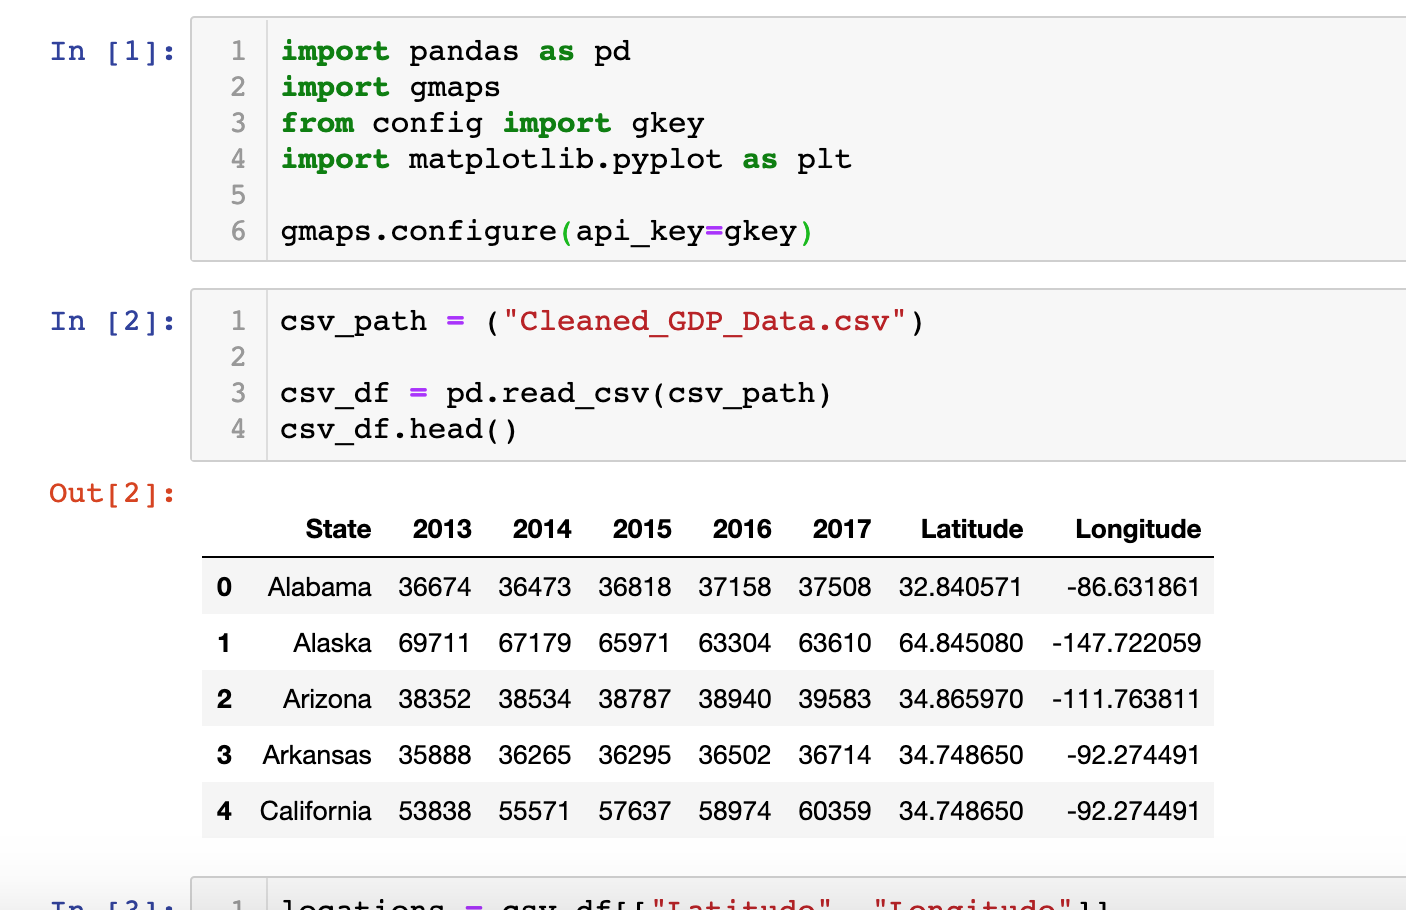 In [1]:
1 import pandas as pd
2 import gmaps
3 from config import gkey
4 import matplotlib.pyplot as plt
5
6 gmaps.configure(api_key=gkey)
In [2]:
1 csv_path = ("Cleaned_GDP_Data.csv")
2
3 csv_df = pd.read_csv(csv_path)
4 csv_df.head()
Out[2]:
State 2013 2014 2015 2016 2017 Latitude Longitude
0 Alabama 36674 36473 36818 37158 37508 32.840571 -86.631861
1 Alaska 69711 67179 65971 63304 63610 64.845080 -147.722059
2 Arizona 38352 38534 38787 38940 39583 34.865970 -111.763811
3 Arkansas 35888 36265 36295 36502 36714 34.748650 -92.274491
4 California 53838 55571 57637 58974 60359 34.748650 -92.274491
In [3]:
1 locations = csv_df[["Latitude", "Longitude"]]